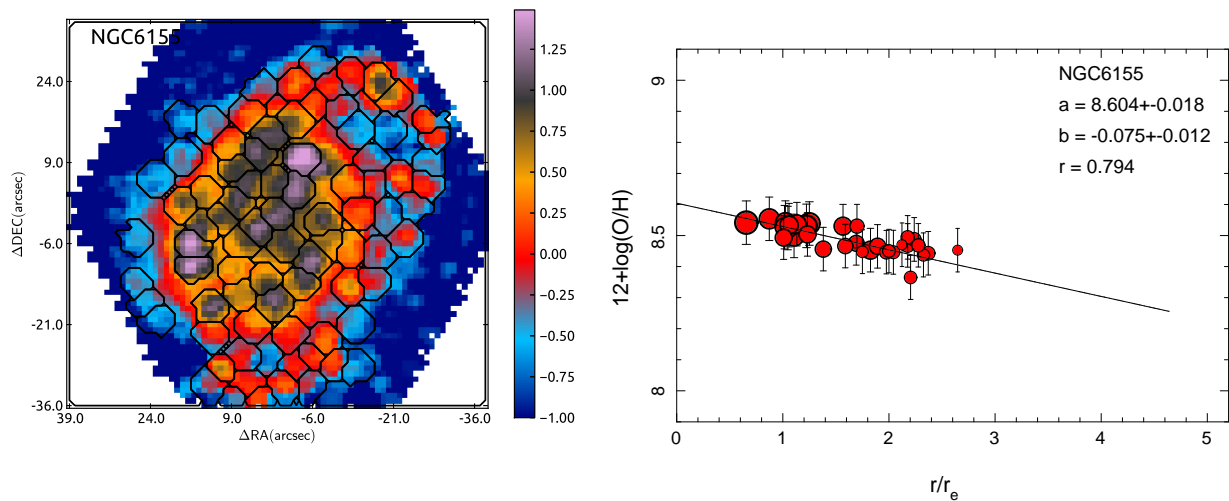 NGC6155
24.0
9.0
−6.0
−21.0
−36.0
39.0 24.0 9.0 −6.0 −21.0 −36.0
ΔDEC(arcsec)
ΔRA(arcsec)
1.25
1.00
0.75
0.50
0.25
0.00
−0.25
−0.50
−0.75
−1.00
NGC6155
a = 8.604+-0.018
b = -0.075+-0.012
r = 0.794
12+log(O/H)
9
8.5
8
0 1 2 3 4 5
r/re